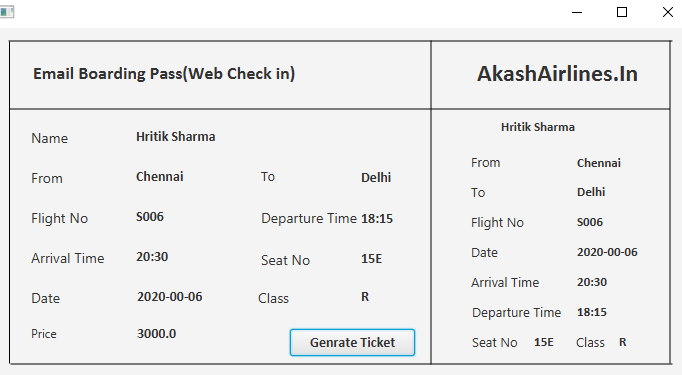 Email Boarding Pass(Web Check in)
Name Hritik Sharma
From Chennai To Delhi
Flight No S006 Departure Time 18:15
Arrival Time 20:30 Seat No 15E
Date 2020-00-06 Class R
Price 3000.0 Genrate Ticket
AkashAirlines.In
Hritik Sharma
From Chennai
To Delhi
Flight No S006
Date 2020-00-06
Arrival Time 20:30
Departure Time 18:15
Seat No 15E Class R